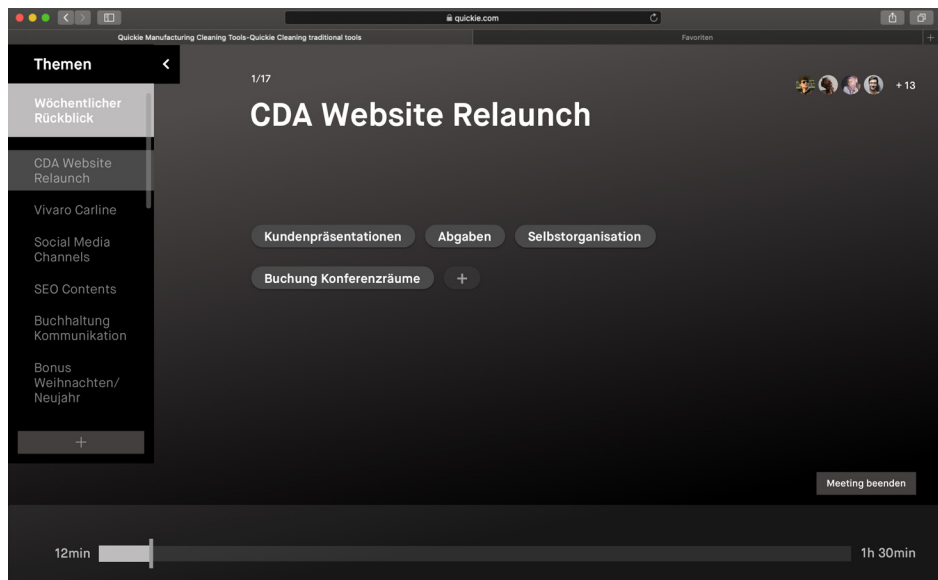 quickie.com
Quickie Manufacturing Cleaning Tools-Quickie Cleaning traditional tools
Favoriten
Themen
Wöchentlicher
Rückblick
CDA Website
Relaunch
Vivaro Carline
Social Media
Channels
SEO Contents
Buchhaltung
Kommunikation
Bonus
Weihnachten/
Neujahr
+
1/17
+ 13
CDA Website Relaunch
Kundenpräsentationen
Abgaben
Selbstorganisation
Buchung Konferenzräume
+
Meeting beenden
12min
1h 30min